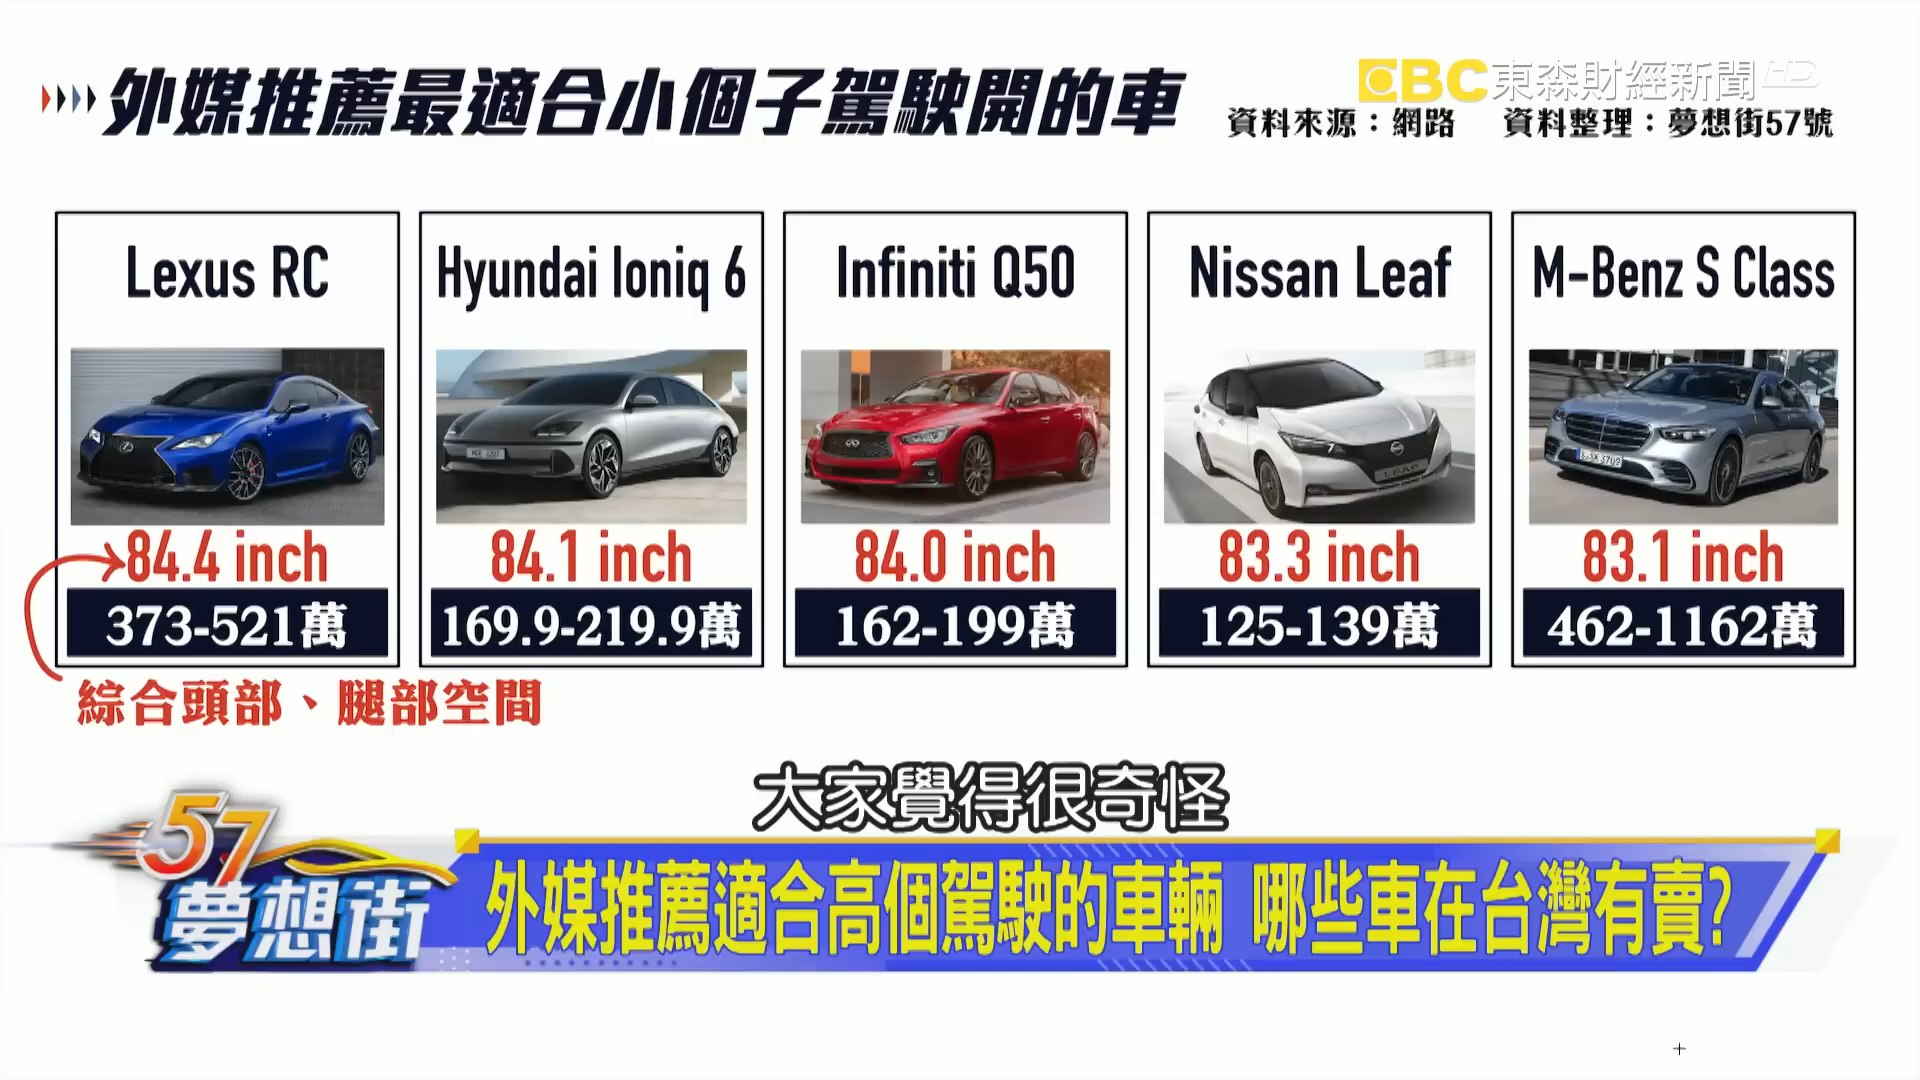 外媒推薦最適合小個子駕駛開的車
EBC東森財經新聞HD
資料來源：網路 資料整理：夢想街57號
Lexus RC
Hyundai Ioniq 6
Infiniti Q50
Nissan Leaf
M-Benz S Class
84.4 inch
84.1 inch
84.0 inch
83.3 inch
83.1 inch
373-521萬
169.9-219.9萬
162-199萬
125-139萬
462-1162萬
綜合頭部、腿部空間
大家覺得很奇怪
57
夢想街
外媒推薦適合高個駕駛的車輛 哪些車在台灣有賣?